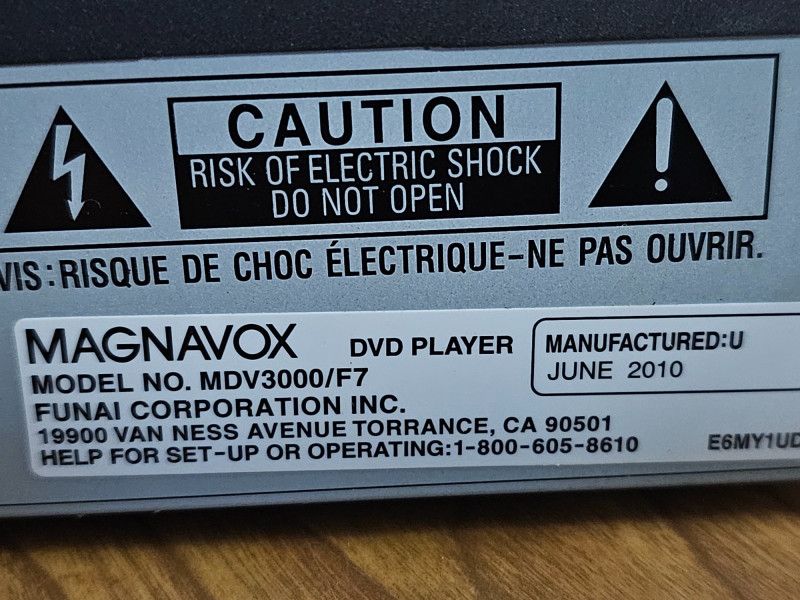 CAUTION
RISK OF ELECTRIC SHOCK
DO NOT OPEN
VIS: RISQUE DE CHOC ÉLECTRIQUE–NE PAS OUVRIR.
MAGNAVOX DVD PLAYER
MODEL NO. MDV3000/F7
FUNAI CORPORATION INC.
19900 VAN NESS AVENUE TORRANCE, CA 90501
HELP FOR SET-UP OR OPERATING:1-800-605-8610
MANUFACTURED:U
JUNE 2010
E6MY1UD